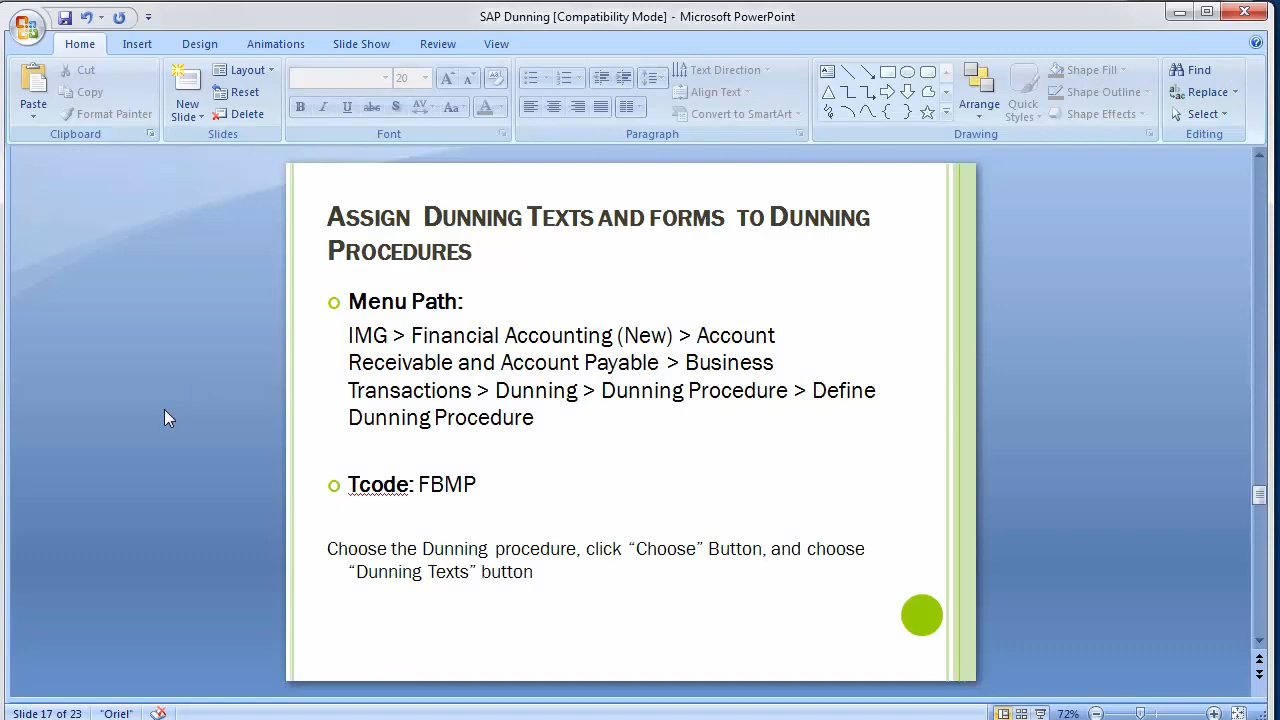 SAP Dunning [Compatibility Mode] - Microsoft PowerPoint
Home Insert Design Slide Show Animations Review View
Paste
Cut
Copy
Format Painter
Clipboard
New Slide
Layout
Reset
Delete
Slides
20
B I U abe S AV Aa A
Font
Paragraph
Text Direction
Align Text
Convert to SmartArt
Arrange
Quick Styles
Shape Fill
Shape Outline
Shape Effects
Drawing
Find
Replace
Select
Editing
Assign Dunning Texts and forms to Dunning
Procedures
Menu Path:
IMG > Financial Accounting (New) > Account
Receivable and Account Payable > Business
Transactions > Dunning > Dunning Procedure > Define
Dunning Procedure
Tcode: FBMP
Choose the Dunning procedure, click “Choose” Button, and choose
“Dunning Texts” button
Slide 17 of 23 "Oriel" 72%